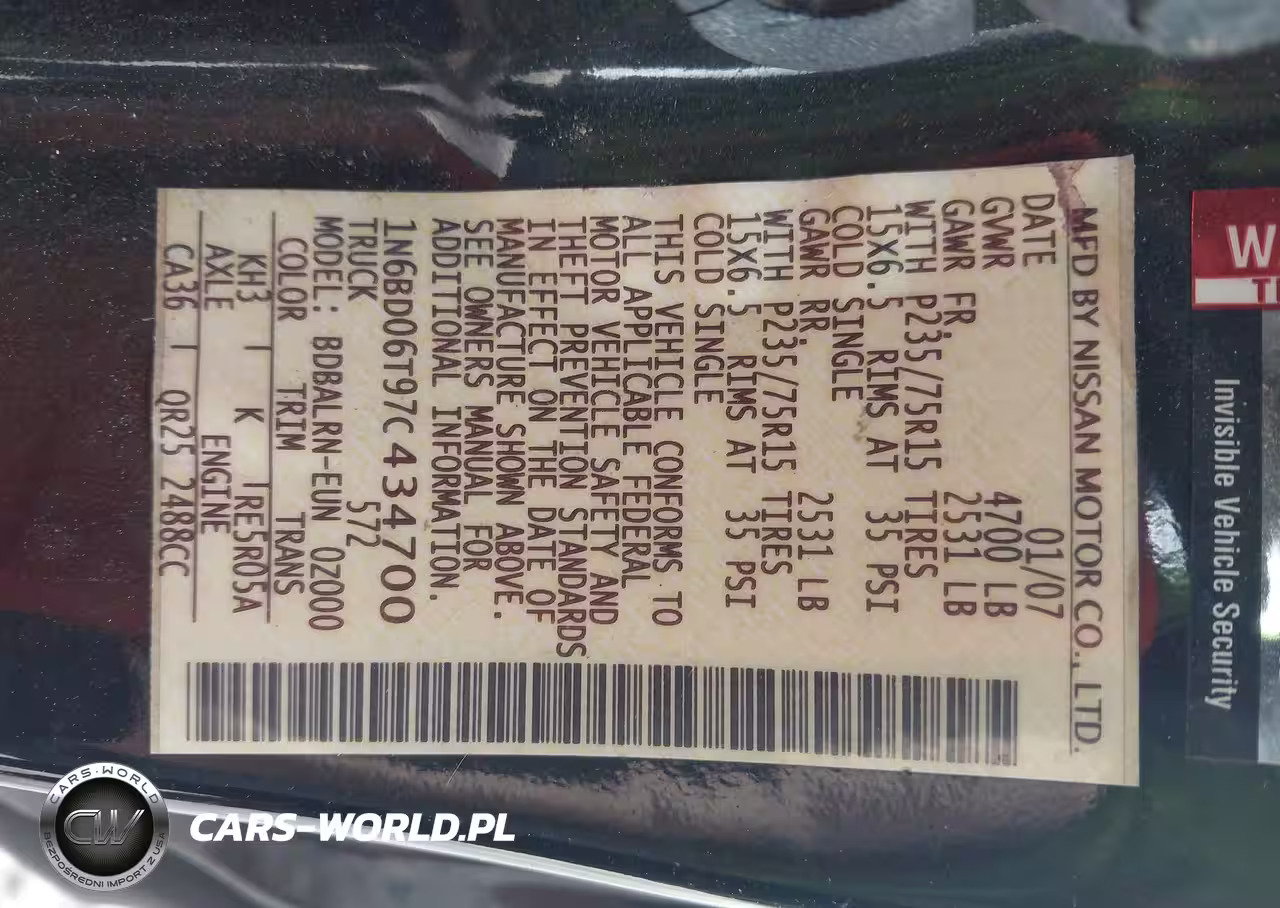 MFD BY NISSAN MOTOR CO., LTD.
DATE 01/07
GVWR 4700 LB
GAWR FR. 2531 LB
WITH P235/75R15 TIRES
15X6.5 RIMS AT 35 PSI
COLD SINGLE
GAWR RR. 2531 LB
WITH P235/75R15 TIRES
15X6.5 RIMS AT 35 PSI
COLD SINGLE
THIS VEHICLE CONFORMS TO
ALL APPLICABLE FEDERAL
MOTOR VEHICLE SAFETY AND
THEFT PREVENTION STANDARDS
IN EFFECT ON THE DATE OF
MANUFACTURE SHOWN ABOVE.
SEE OWNERS MANUAL FOR
ADDITIONAL INFORMATION.
1N6BD06T97C434700
TRUCK 572
MODEL: BDBALRN-EUN 0Z000
COLOR TRIM TRANS
KH3 K TRE5R05A
AXLE ENGINE
CA36 QR25 2488CC
Invisible Vehicle Security
CARS-WORLD
CW
BEZPOŚREDNI IMPORT Z USA
CARS-WORLD.PL